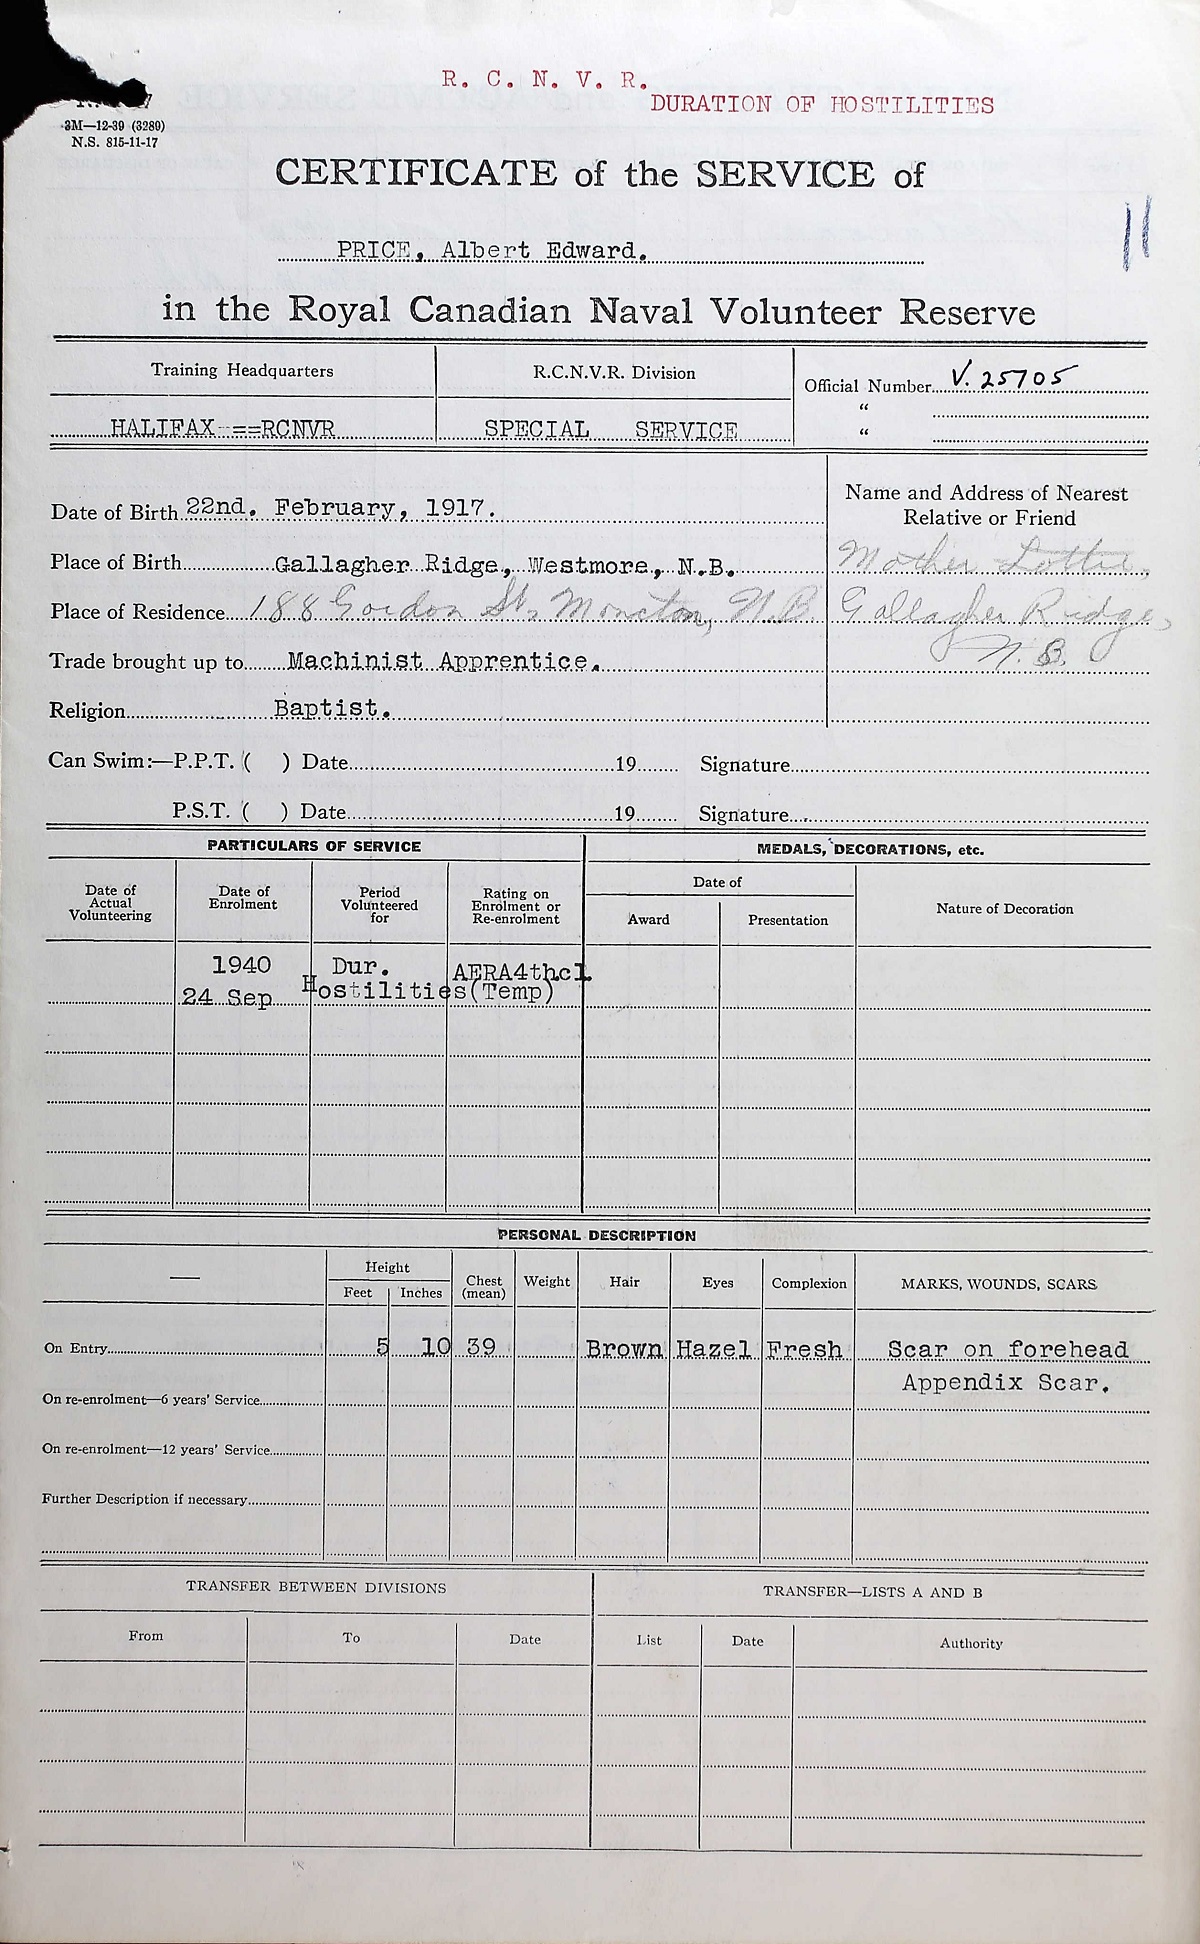 R. C. N. V. R.
DURATION OF HOSTILITIES
3M—12-39 (3289)
N.S. 815-11-17
CERTIFICATE of the SERVICE of
PRICE, Albert Edward.
11
in the Royal Canadian Naval Volunteer Reserve
Training Headquarters R.C.N.V.R. Division Official Number V. 25705
“
HALIFAX ==RCNVR SPECIAL SERVICE “
Name and Address of Nearest
Relative or Friend
Date of Birth 22nd. February, 1917.
Place of Birth Gallagher Ridge, Westmore, N.B. Mother Lottie,
Place of Residence 188 Gordon St., Moncton, N.B. Gallagher Ridge,
Trade brought up to Machinist Apprentice. N.B.
Religion Baptist.
Can Swim:—P.P.T. ( ) Date 19 Signature
P.S.T. ( ) Date 19 Signature
PARTICULARS OF SERVICE MEDALS, DECORATIONS, etc.
Date of Actual Volunteering Date of Enrolment Period Volunteered for Rating on Enrolment or Re-enrolment Date of Nature of Decoration
Award Presentation
1940 Dur. AERA4thcl
24 Sep Hostilities (Temp)
PERSONAL DESCRIPTION
— Height Chest (mean) Weight Hair Eyes Complexion MARKS, WOUNDS, SCARS
Feet Inches
On Entry 5 10 39 Brown Hazel Fresh Scar on forehead
Appendix Scar.
On re-enrolment—6 years' Service
On re-enrolment—12 years' Service
Further Description if necessary
TRANSFER BETWEEN DIVISIONS TRANSFER—LISTS A AND B
From To Date List Date Authority